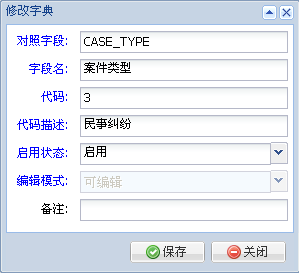 修改字典
对照字段: CASE_TYPE
字段名: 案件类型
代码: 3
代码描述: 民事纠纷
启用状态: 启用
编辑模式: 可编辑
备注:
保存 关闭